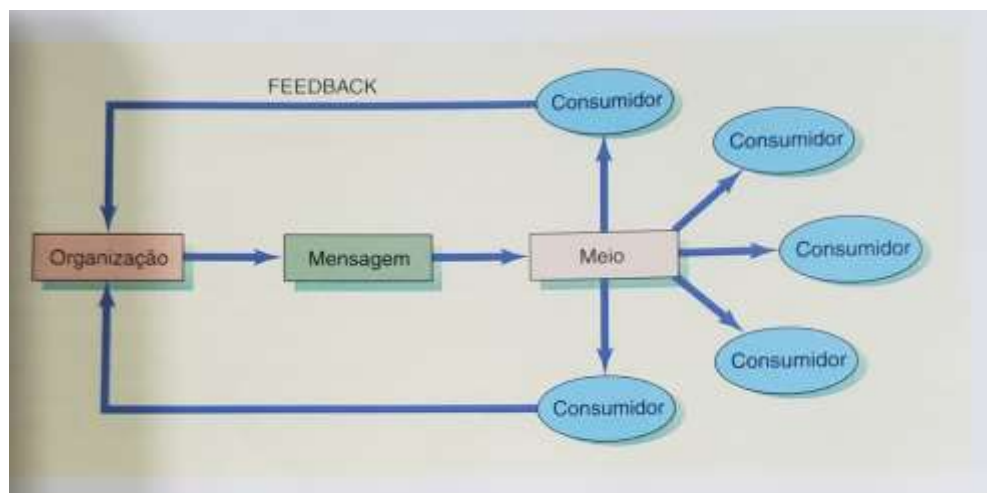 FEEDBACK
Consumidor
Consumidor
Organização
Mensagem
Meio
Consumidor
Consumidor
Consumidor